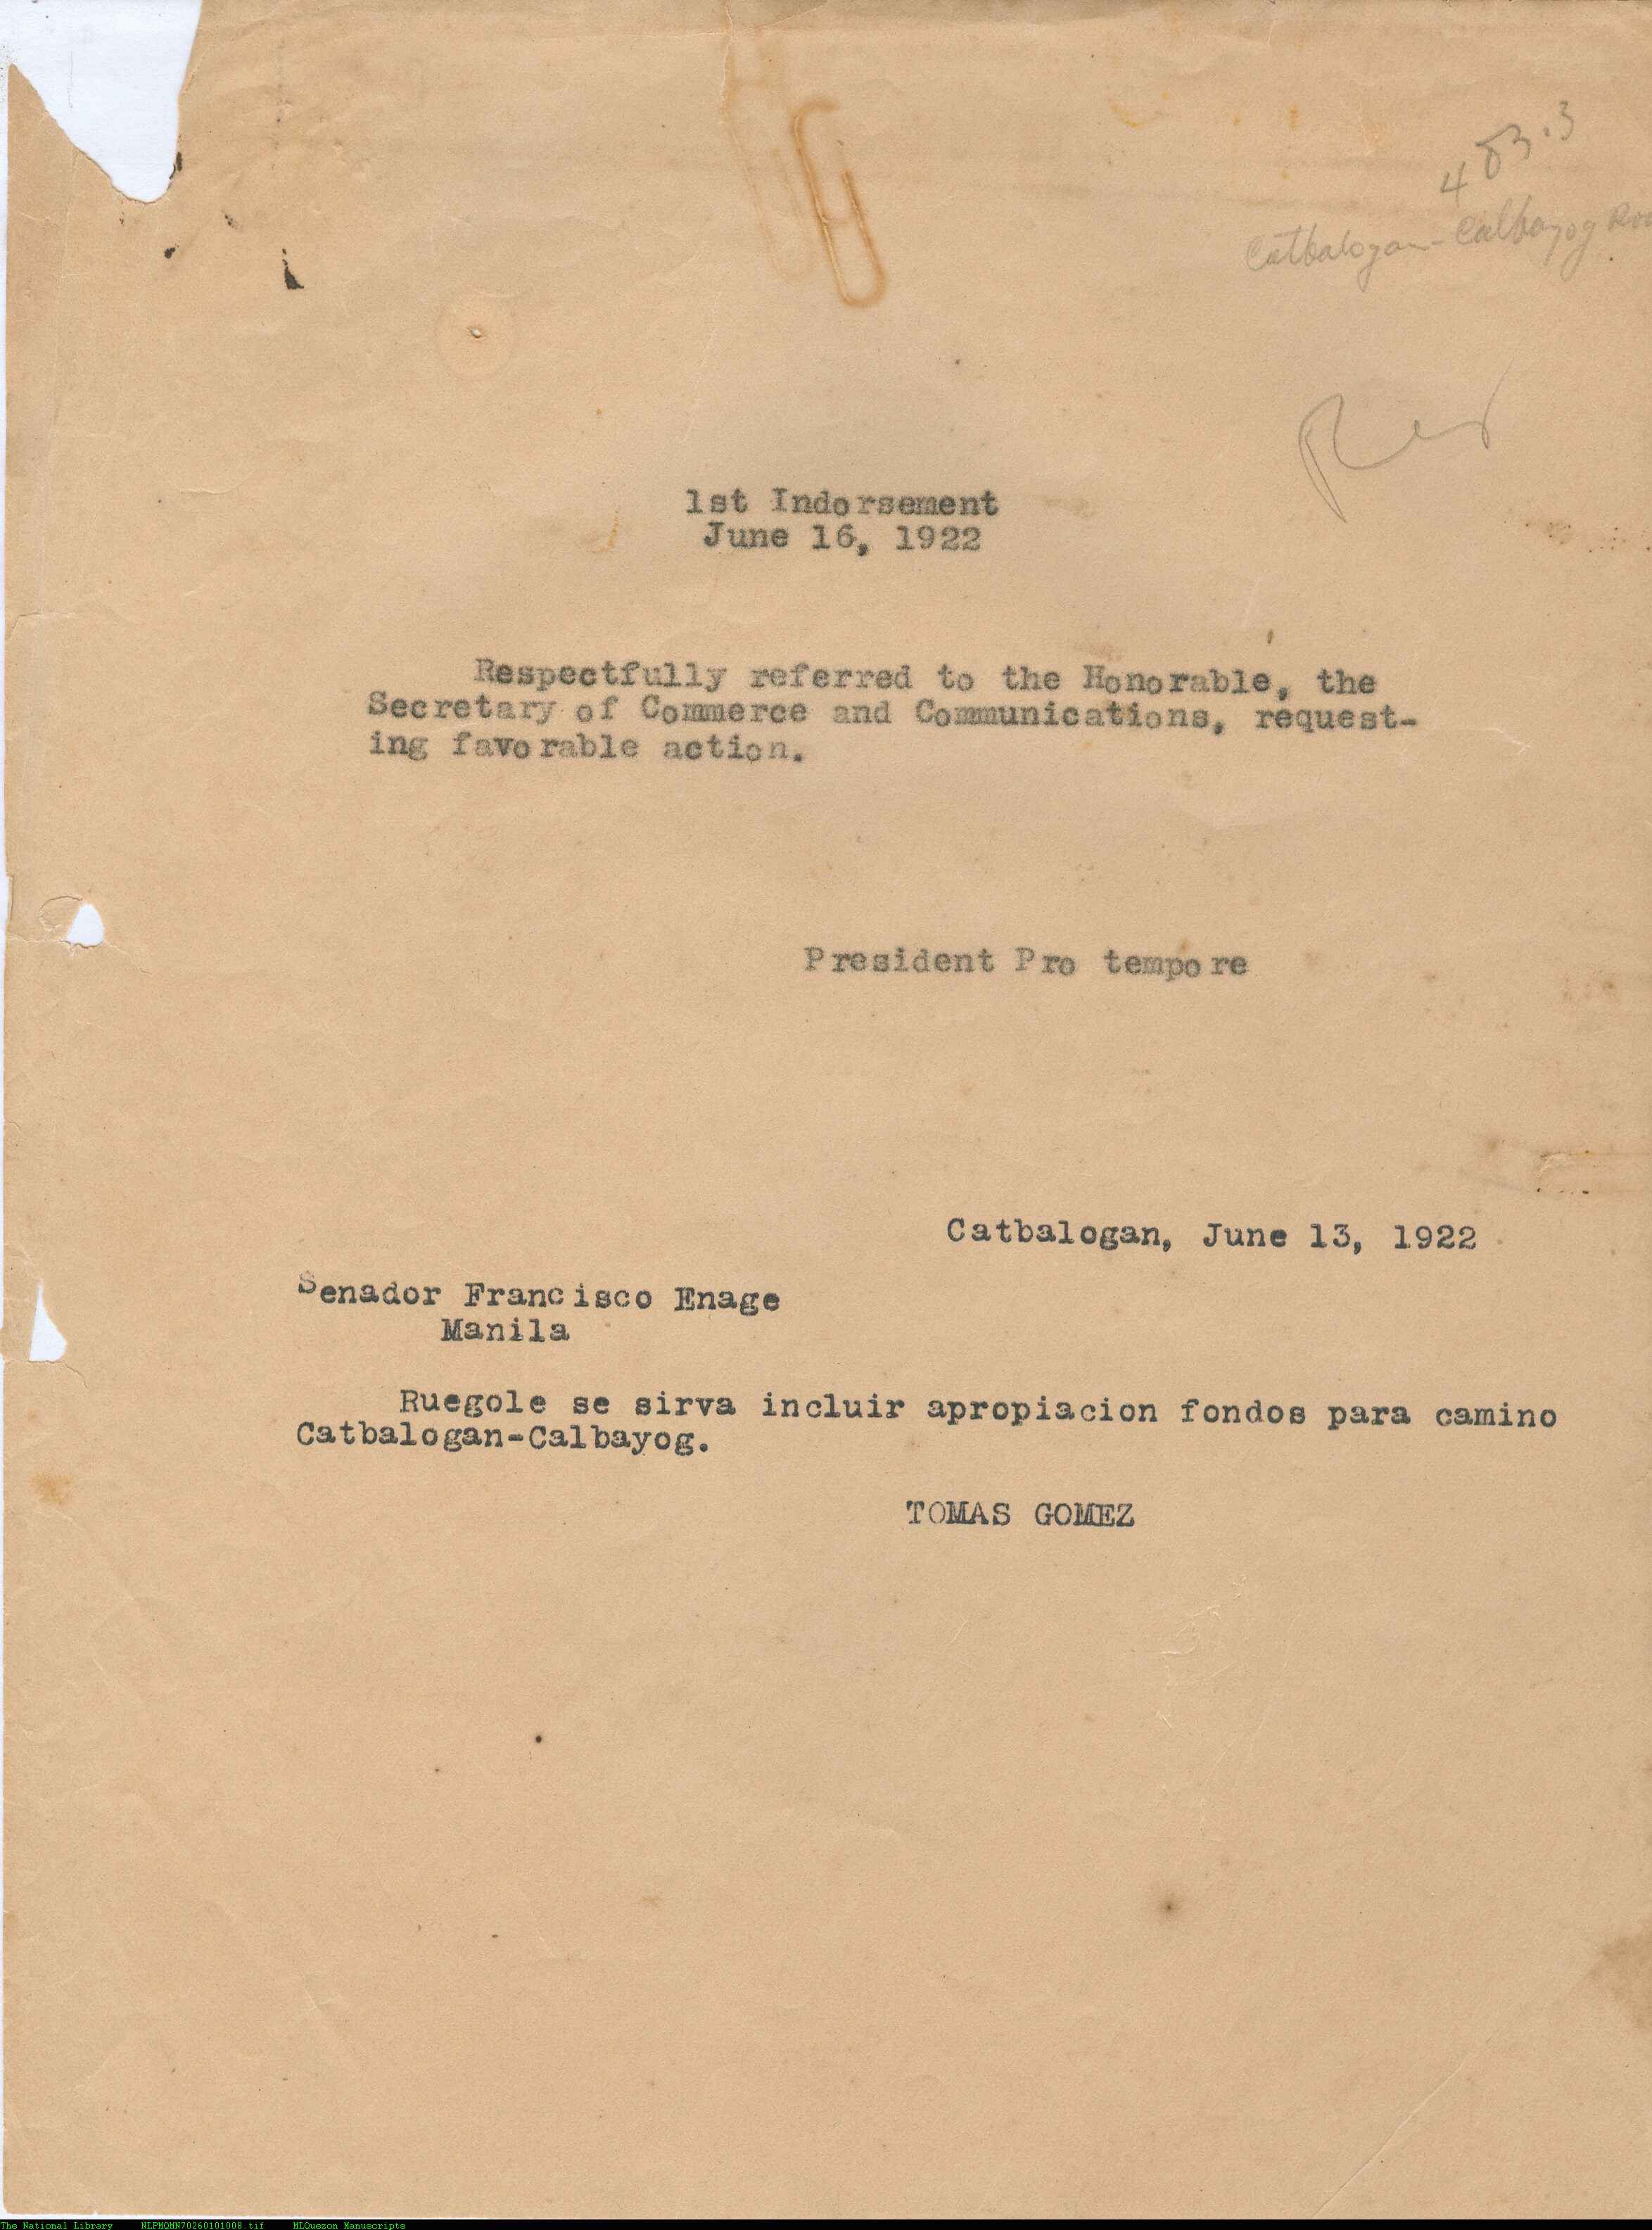 483.3
Catbalogan-Calbayog
1st Indorsement
June 16, 1922
Respectfully referred to the Honorable, the
Secretary of Commerce and Communications, request-
ing favorable action.
President Pro tempore
Catbalogan, June 13, 1922
Senador Francisco Enage
Manila
Ruegole se sirva incluir apropiacion fondos para camino
Catbalogan-Calbayog.
TOMAS GOMEZ
The National Library NLPMQMN70260101008.tif MLQuezon Manuscripts